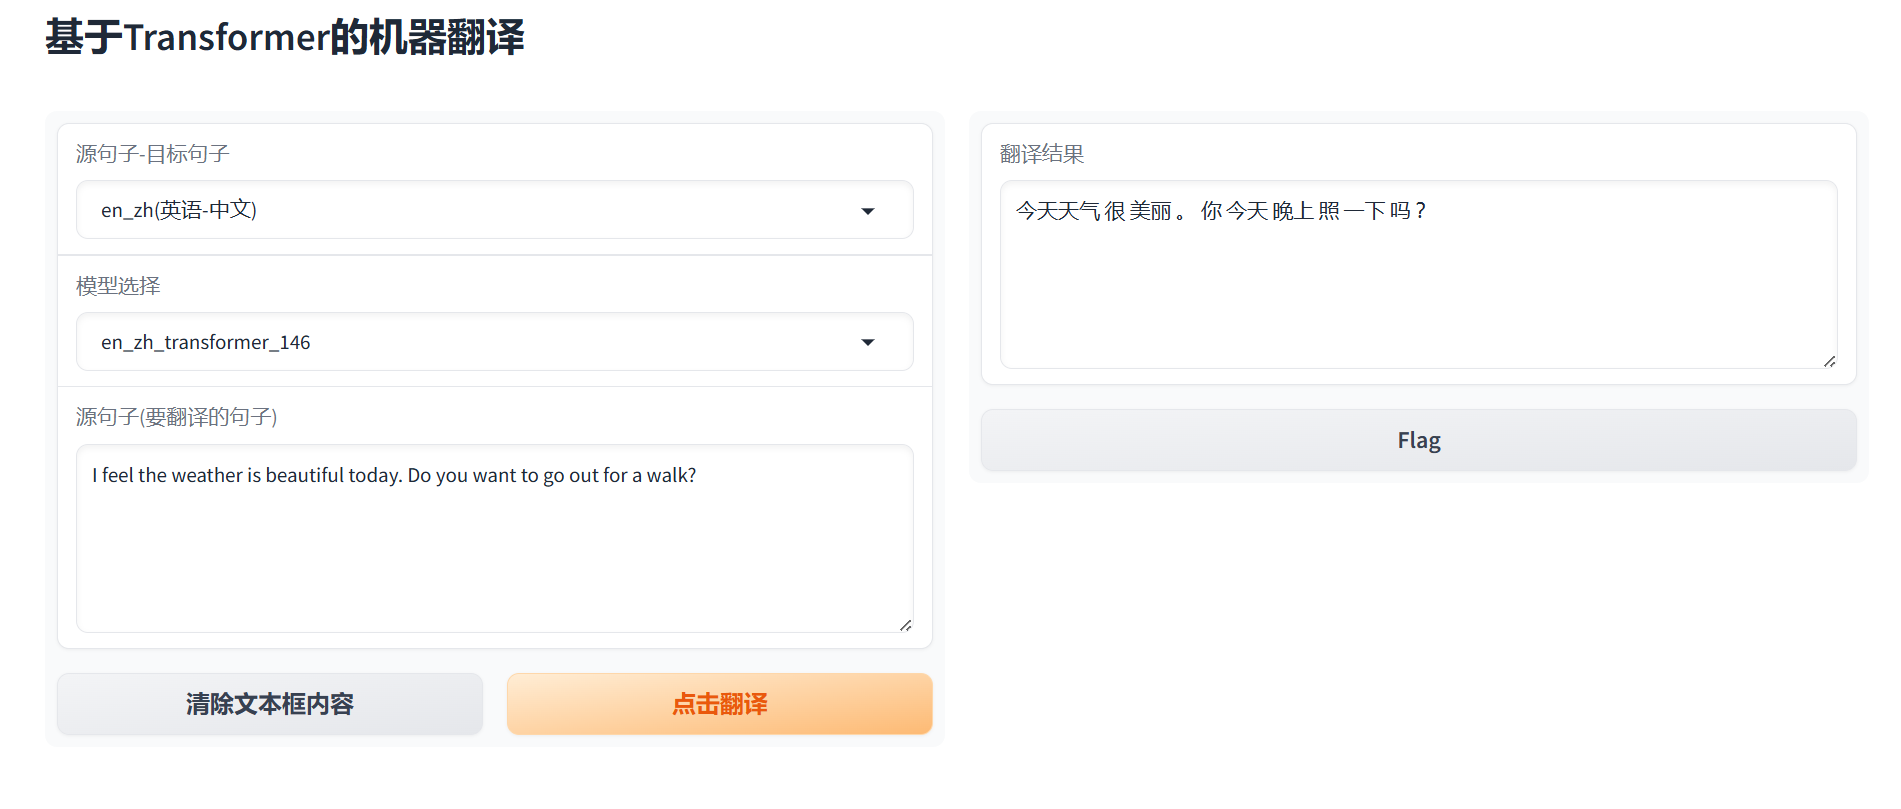 基于Transformer的机器翻译
源句子-目标句子
en_zh(英语-中文)
模型选择
en_zh_transformer_146
源句子(要翻译的句子)
I feel the weather is beautiful today. Do you want to go out for a walk?
清除文本框内容
点击翻译
翻译结果
今天天气 很 美丽 。 你 今天 晚上 照 一下 吗 ?
Flag